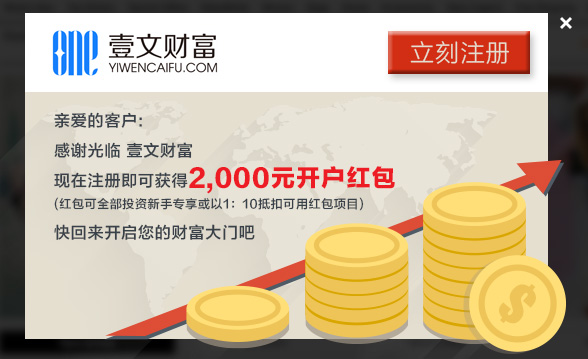 one 壹文财富
YIWENCAIFU.COM
立刻注册
亲爱的客户:
感谢光临 壹文财富
现在注册即可获得2,000元开户红包
(红包可全部投资新手专享或以1：10抵扣可用红包项目)
快回来开启您的财富大门吧
$